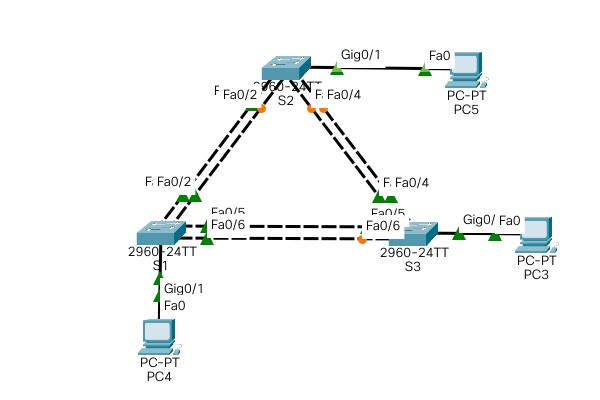 Gig0/1
Fa0
2960-24TT
S2
PC-PT
PC5
Fa0/2
Fa0/4
Fa0/2
Fa0/4
Fa0/5
Fa0/5
Fa0/6
Fa0/6
Gig0/
Fa0
2960-24TT
S1
2960-24TT
S3
PC-PT
PC3
Gig0/1
Fa0
PC-PT
PC4